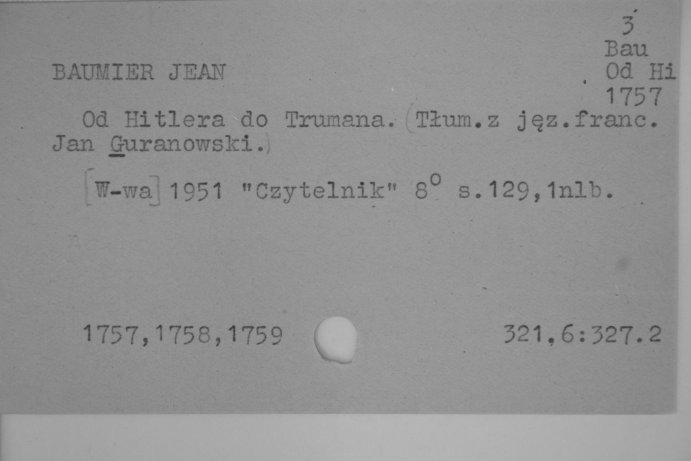 3
Bau
BAUMIER JEAN
Od Hi
1757
Od Hitlera do Trumana. (Tłum.z jęz.franc.
Jan Guranowski.)
[W-wa] 1951 "Czytelnik" 8° s.129,1nlb.
1757,1758,1759
321.6:327.2